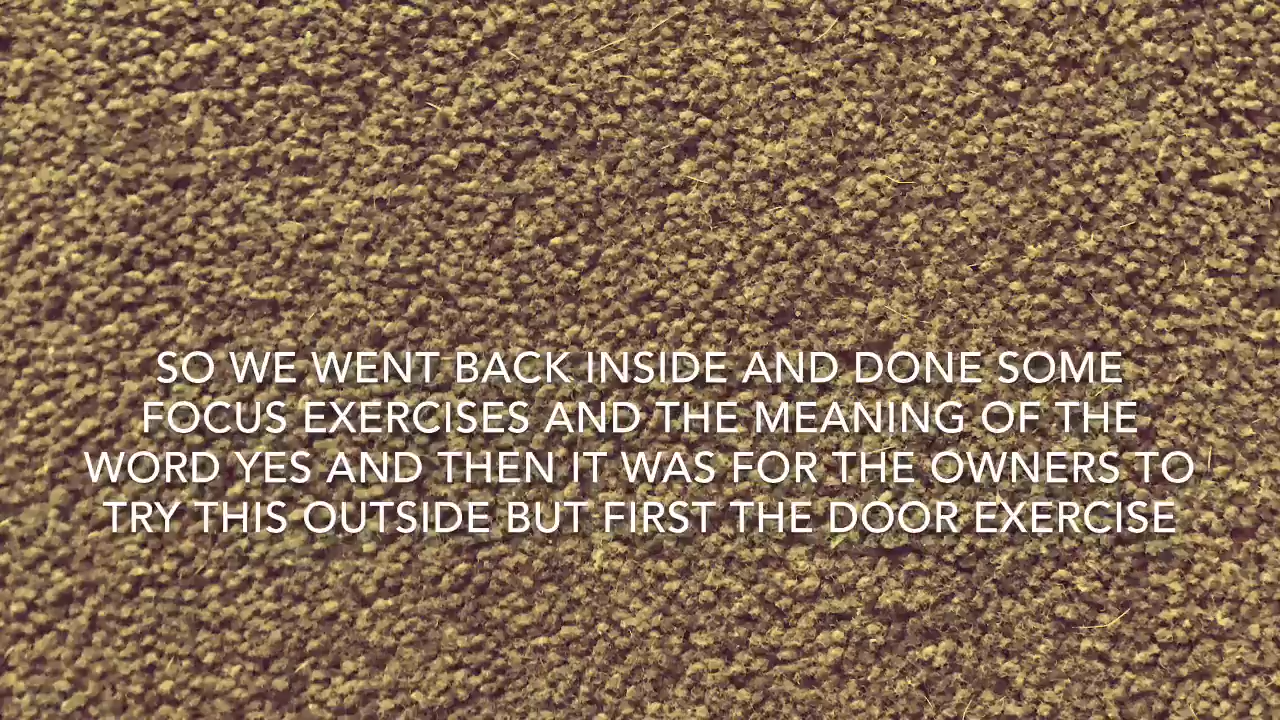 SO WE WENT BACK INSIDE AND DONE SOME
FOCUS EXERCISES AND THE MEANING OF THE
WORD YES AND THEN IT WAS FOR THE OWNERS TO
TRY THIS OUTSIDE BUT FIRST THE DOOR EXERCISE